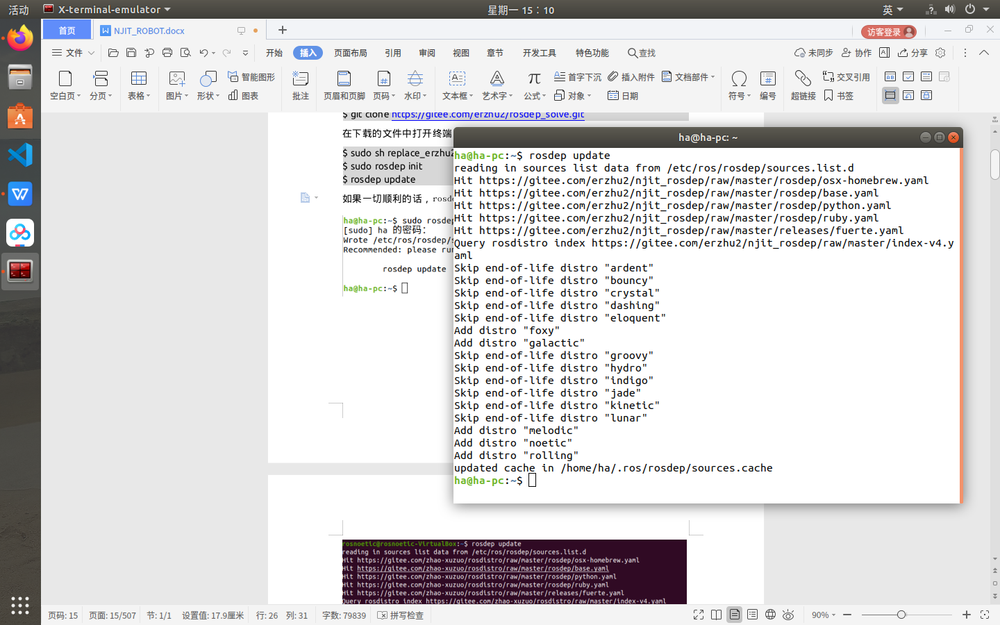 活动
X-terminal-emulator
星期一 15：10
英
首页
NJIT_ROBOT.docx
访客登录
文件
开始
插入
页面布局
引用
审阅
视图
章节
开发工具
特色功能
查找
未同步
协作
分享
空白页
分页
表格
图片
形状
智能图形
图表
批注
页眉和页脚
页码
水印
文本框
艺术字
公式
首字下沉
对象
插入附件
日期
文档部件
符号
编号
超链接
交叉引用
书签
$ git clone https://gitee.com/erzhu2/rosdep_solve.git
在下载的文件中打开终端
$ sudo sh replace_erzhu2
$ sudo rosdep init
$ rosdep update
如果一切顺利的话，rosde
ha@ha-pc:~$ sudo rosdep
[sudo] ha 的密码：
Wrote /etc/ros/rosdep/s
Recommended: please run
rosdep update
ha@ha-pc:~$
ha@ha-pc: ~
ha@ha-pc:~$ rosdep update
reading in sources list data from /etc/ros/rosdep/sources.list.d
Hit https://gitee.com/erzhu2/njit_rosdep/raw/master/rosdep/osx-homebrew.yaml
Hit https://gitee.com/erzhu2/njit_rosdep/raw/master/rosdep/base.yaml
Hit https://gitee.com/erzhu2/njit_rosdep/raw/master/rosdep/python.yaml
Hit https://gitee.com/erzhu2/njit_rosdep/raw/master/rosdep/ruby.yaml
Hit https://gitee.com/erzhu2/njit_rosdep/raw/master/releases/fuerte.yaml
Query rosdistro index https://gitee.com/erzhu2/njit_rosdep/raw/master/index-v4.y
aml
Skip end-of-life distro "ardent"
Skip end-of-life distro "bouncy"
Skip end-of-life distro "crystal"
Skip end-of-life distro "dashing"
Skip end-of-life distro "eloquent"
Add distro "foxy"
Add distro "galactic"
Skip end-of-life distro "groovy"
Skip end-of-life distro "hydro"
Skip end-of-life distro "indigo"
Skip end-of-life distro "jade"
Skip end-of-life distro "kinetic"
Skip end-of-life distro "lunar"
Add distro "melodic"
Add distro "noetic"
Add distro "rolling"
updated cache in /home/ha/.ros/rosdep/sources.cache
ha@ha-pc:~$
rosnoetic@rosnoetic-VirtualBox:~$ rosdep update
reading in sources list data from /etc/ros/rosdep/sources.list.d
Hit https://gitee.com/zhao-xuzuo/rosdistro/raw/master/rosdep/osx-homebrew.yaml
Hit https://gitee.com/zhao-xuzuo/rosdistro/raw/master/rosdep/base.yaml
Hit https://gitee.com/zhao-xuzuo/rosdistro/raw/master/rosdep/python.yaml
Hit https://gitee.com/zhao-xuzuo/rosdistro/raw/master/rosdep/ruby.yaml
Hit https://gitee.com/zhao-xuzuo/rosdistro/raw/master/releases/fuerte.yaml
Query rosdistro index https://gitee.com/zhao-xuzuo/rosdistro/raw/master/index-v4.yaml
页码: 15
页面: 15/507
节: 1/1
设置值: 17.9厘米
行: 26
列: 31
字数: 79839
拼写检查
90%